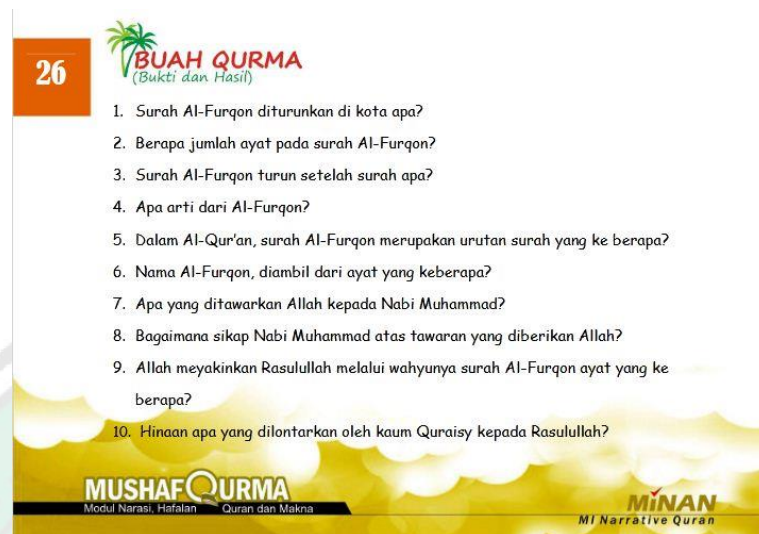 26
BUAH QURMA
(Bukti dan Hasil)
1. Surah Al-Furqon diturunkan di kota apa?
2. Berapa jumlah ayat pada surah Al-Furqon?
3. Surah Al-Furqon turun setelah surah apa?
4. Apa arti dari Al-Furqon?
5. Dalam Al-Qur'an, surah Al-Furqon merupakan urutan surah yang ke berapa?
6. Nama Al-Furqon, diambil dari ayat yang keberapa?
7. Apa yang ditawarkan Allah kepada Nabi Muhammad?
8. Bagaimana sikap Nabi Muhammad atas tawaran yang diberikan Allah?
9. Allah meyakinkan Rasulullah melalui wahyunya surah Al-Furqon ayat yang ke
berapa?
10. Hinaan apa yang dilontarkan oleh kaum Quraisy kepada Rasulullah?
MUSHAF QURMA
Modul Narasi, Hafalan Quran dan Makna
MiNAN
MI Narrative Quran